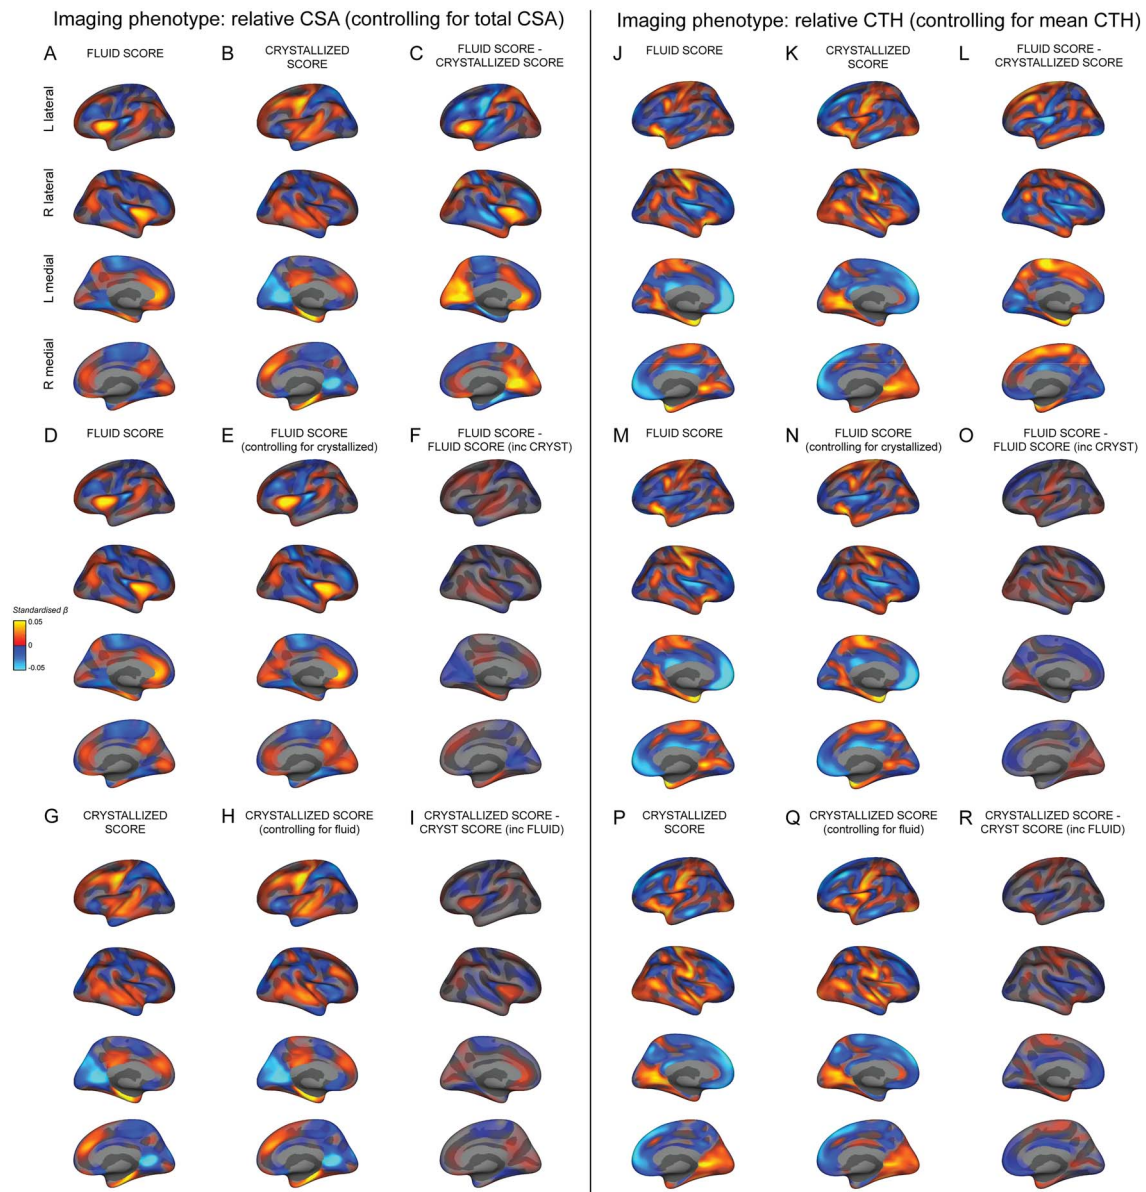 Imaging phenotype: relative CSA (controlling for total CSA)
Imaging phenotype: relative CTH (controlling for mean CTH)
A FLUID SCORE
B CRYSTALLIZED
SCORE
C FLUID SCORE -
CRYSTALLIZED SCORE
J FLUID SCORE
K CRYSTALLIZED
SCORE
L FLUID SCORE -
CRYSTALLIZED SCORE
L lateral
R lateral
L medial
R medial
D FLUID SCORE
E FLUID SCORE
(controlling for crystallized)
F FLUID SCORE -
FLUID SCORE (inc CRYST)
M FLUID SCORE
N FLUID SCORE
(controlling for crystallized)
O FLUID SCORE -
FLUID SCORE (inc CRYST)
Standardised β
0.05
0
-0.05
G CRYSTALLIZED
SCORE
H CRYSTALLIZED SCORE
(controlling for fluid)
I CRYSTALLIZED SCORE -
CRYST SCORE (inc FLUID)
P CRYSTALLIZED
SCORE
Q CRYSTALLIZED SCORE
(controlling for fluid)
R CRYSTALLIZED SCORE -
CRYST SCORE (inc FLUID)